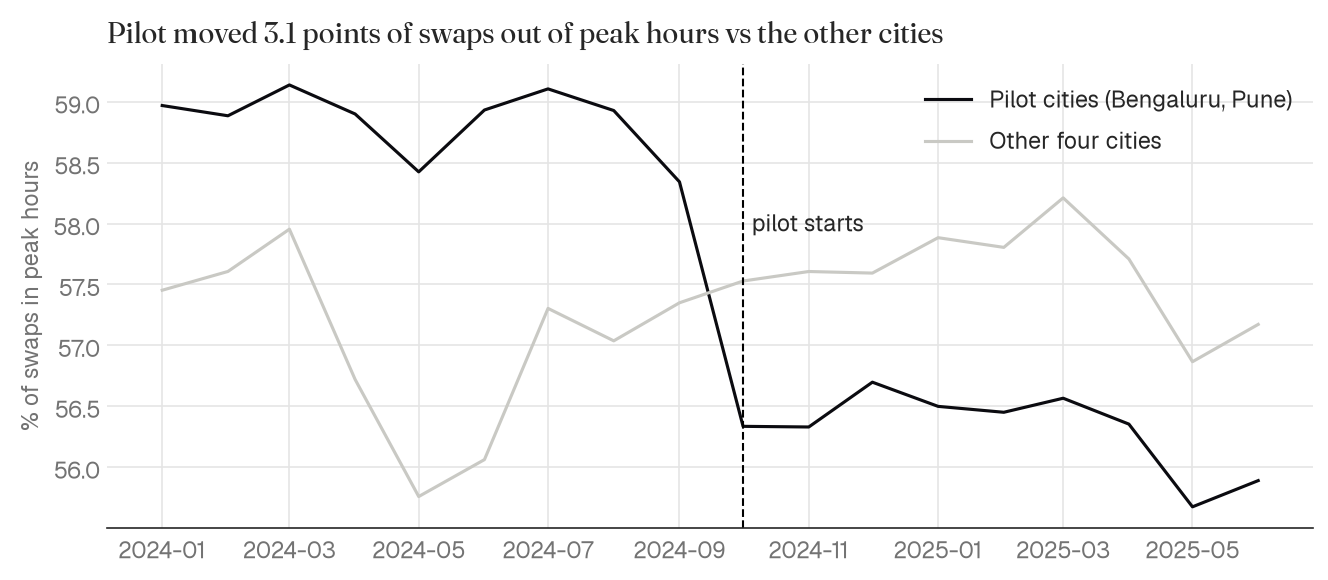 Pilot moved 3.1 points of swaps out of peak hours vs the other cities
% of swaps in peak hours
59.0
58.5
58.0
57.5
57.0
56.5
56.0
Pilot cities (Bengaluru, Pune)
Other four cities
pilot starts
2024-01 2024-03 2024-05 2024-07 2024-09 2024-11 2025-01 2025-03 2025-05